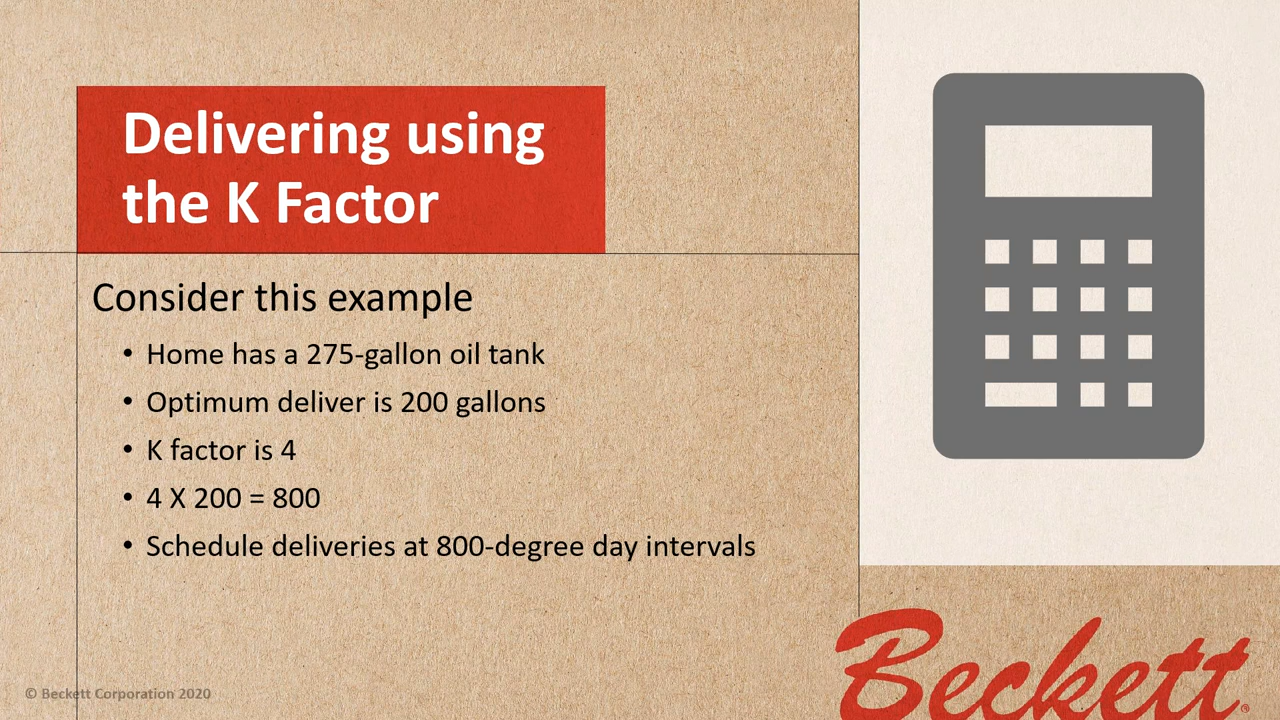 Delivering using
the K Factor
Consider this example
• Home has a 275-gallon oil tank
• Optimum deliver is 200 gallons
• K factor is 4
• 4 X 200 = 800
• Schedule deliveries at 800-degree day intervals
© Beckett Corporation 2020
Beckett®